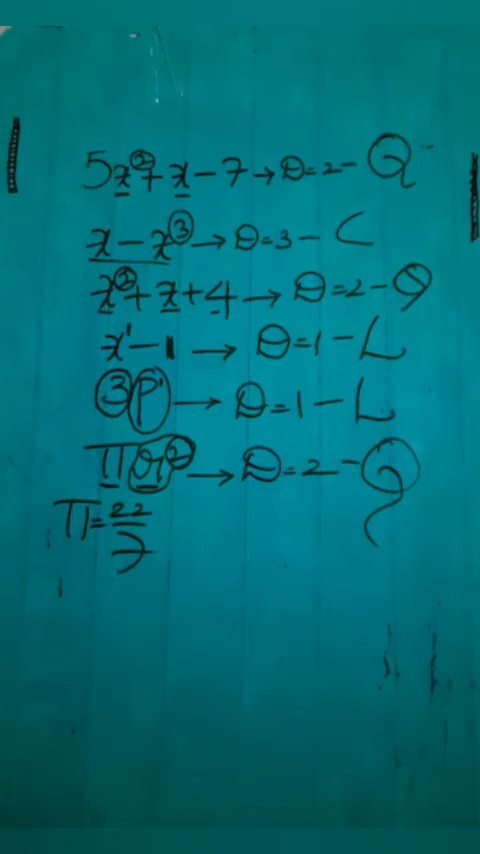 5x²+x-7→D=2-Q
x-x³→D=3-C
x²+x+4→D=2-Q
x¹-1→D=1-L
3p¹→D=1-L
πr²→D=2-Q
π=22/7